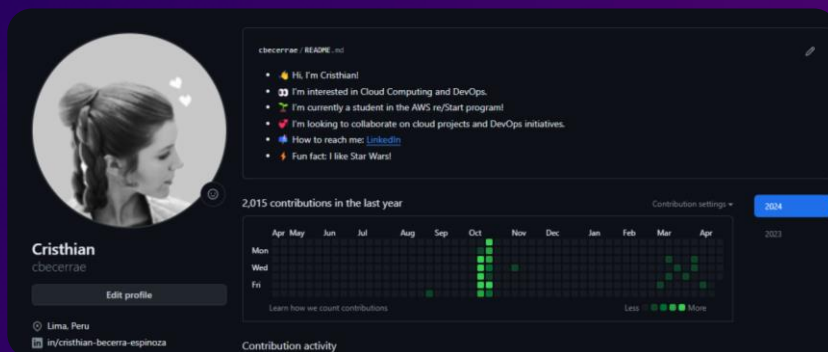 cbecerrae / README.md
👋 Hi, I'm Cristhian!
👀 I'm interested in Cloud Computing and DevOps.
🌱 I'm currently a student in the AWS re/Start program!
💞️ I'm looking to collaborate on cloud projects and DevOps initiatives.
📫 How to reach me: LinkedIn
⚡ Fun fact: I like Star Wars!
2,015 contributions in the last year
Contribution settings
2024
2023
Apr May Jun Jul Aug Sep Oct Nov Dec Jan Feb Mar Apr
Mon
Wed
Fri
Learn how we count contributions
Less More
Cristhian
cbecerrae
Edit profile
Lima, Peru
in/cristhian-becerra-espinoza
Contribution activity